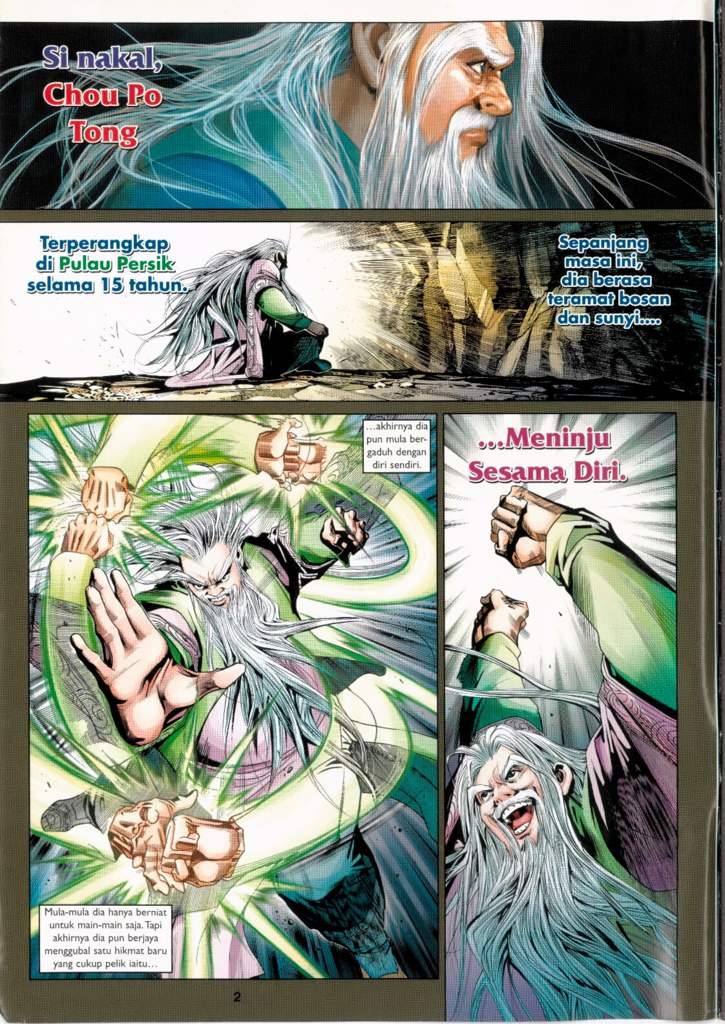 Si nakal,
Chou Po
Tong
Terperangkap
di Pulau Persik
selama 15 tahun.
Sepanjang
masa ini,
dia berasa
teramat bosan
dan sunyi....
...akhirnya dia
pun mula ber-
gaduh dengan
diri sendiri.
Mula-mula dia hanya berniat
untuk main-main saja. Tapi
akhirnya dia pun berjaya
menggubal satu hikmat baru
yang cukup pelik iaitu...
...Meninju
Sesama Diri.
2